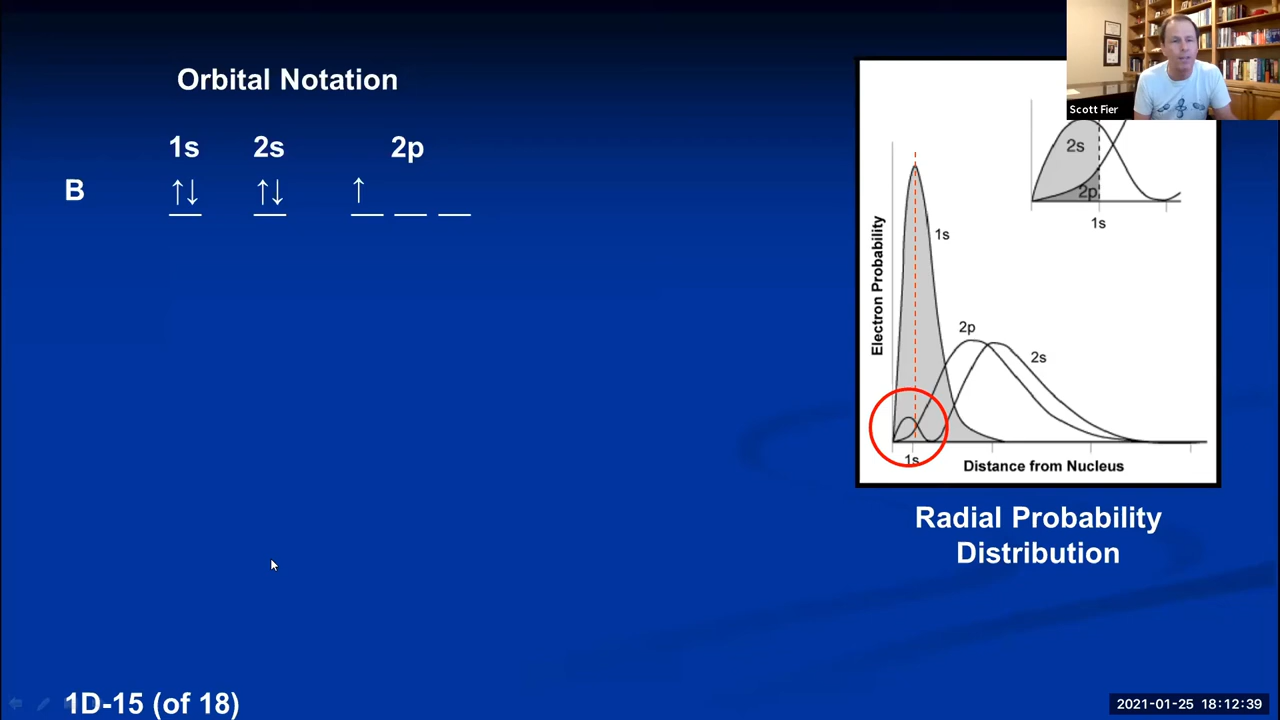 Orbital Notation
1s 2s 2p
B ↑↓ ↑↓ ↑
Scott Fier
2s
2p
1s
Electron Probability
1s
2p
2s
1s
Distance from Nucleus
Radial Probability
Distribution
1D-15 (of 18)
2021-01-25 18:12:39